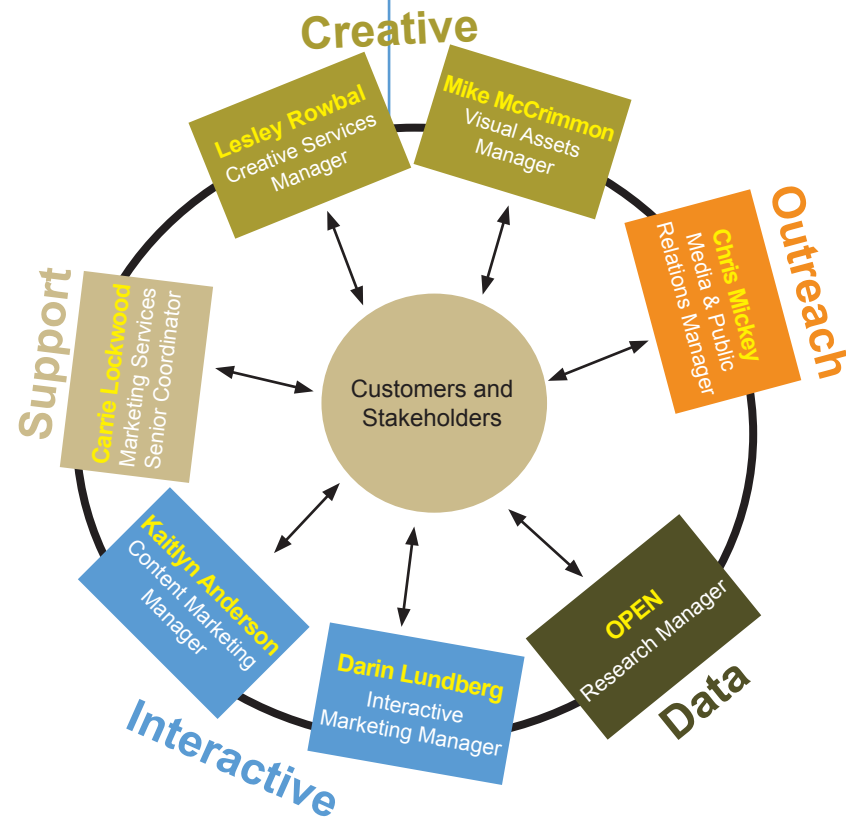 Creative
Lesley Rowbal
Creative Services
Manager
Mike McCrimmon
Visual Assets
Manager
Outreach
Chris Mickey
Media & Public
Relations Manager
Support
Carrie Lockwood
Marketing Services
Senior Coordinator
Customers and
Stakeholders
Kaitlyn Anderson
Content Marketing
Manager
Interactive
Darin Lundberg
Interactive
Marketing Manager
OPEN
Research Manager
Data